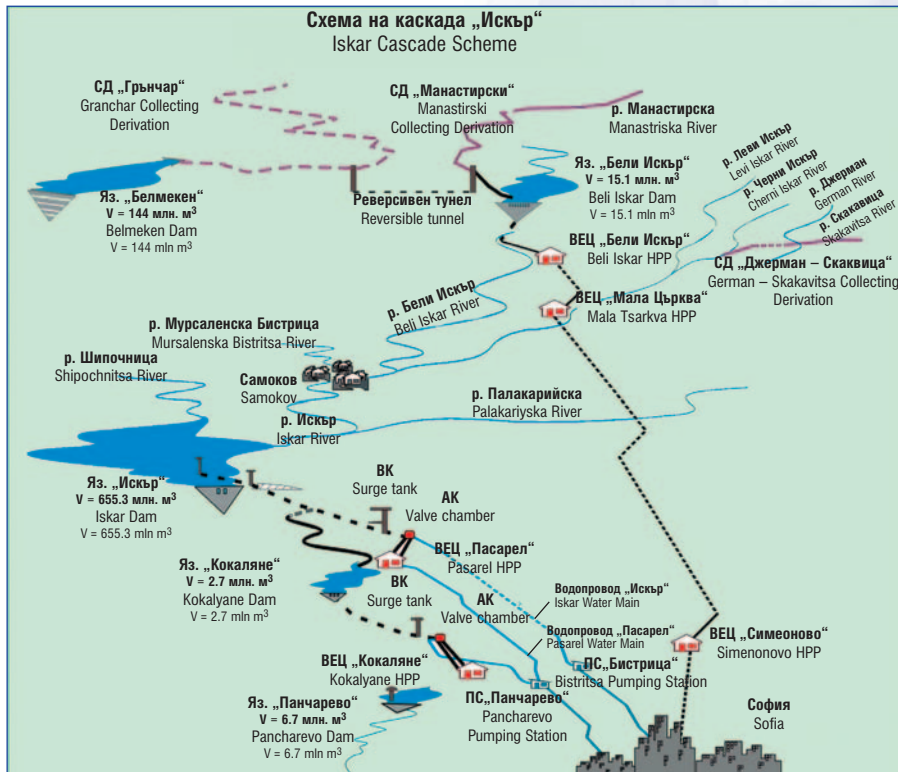 Схема на каскада „Искър“
Iskar Cascade Scheme
СД „Грънчар“
Granchar Collecting
Derivation
СД „Манастирски“
Manastirski
Collecting Derivation
р. Манастирска
Manastriska River
р. Леви Искър
Levi Iskar River
р. Черни Искър
Cherni Iskar River
р. Джерман
German River
р. Скакавица
Skakavitsa River
Яз. „Белмекен“
V = 144 млн. м³
Belmeken Dam
V = 144 mln m³
Реверсивен тунел
Reversible tunnel
Яз. „Бели Искър“
V = 15.1 млн. м³
Beli Iskar Dam
V = 15.1 mln m³
ВЕЦ „Бели Искър“
Beli Iskar HPP
СД „Джерман – Скаквица“
German – Skakavitsa Collecting
Derivation
ВЕЦ „Мала Църква“
Mala Tsarkva HPP
р. Бели Искър
Beli Iskar River
р. Мурсаленска Бистрица
Mursalenska Bistritsa River
р. Шипочница
Shipochnitsa River
Самоков
Samokov
р. Палакарийска
Palakariyska River
р. Искър
Iskar River
Яз. „Искър“
V = 655.3 млн. м³
Iskar Dam
V = 655.3 mln m³
ВК
Surge tank
АК
Valve chamber
ВЕЦ „Пасарел“
Pasarel HPP
Яз. „Кокаляне“
V = 2.7 млн. м³
Kokalyane Dam
V = 2.7 mln m³
ВК
Surge tank
АК
Valve chamber
Водопровод „Искър“
Iskar Water Main
Водопровод „Пасарел“
Pasarel Water Main
ВЕЦ „Симеоново“
Simenonovo HPP
ВЕЦ „Кокаляне“
Kokalyane HPP
ПС„Бистрица“
Bistritsa Pumping Station
ПС„Панчарево“
Pancharevo
Pumping Station
Яз. „Панчарево“
V = 6.7 млн. м³
Pancharevo Dam
V = 6.7 mln m³
София
Sofia